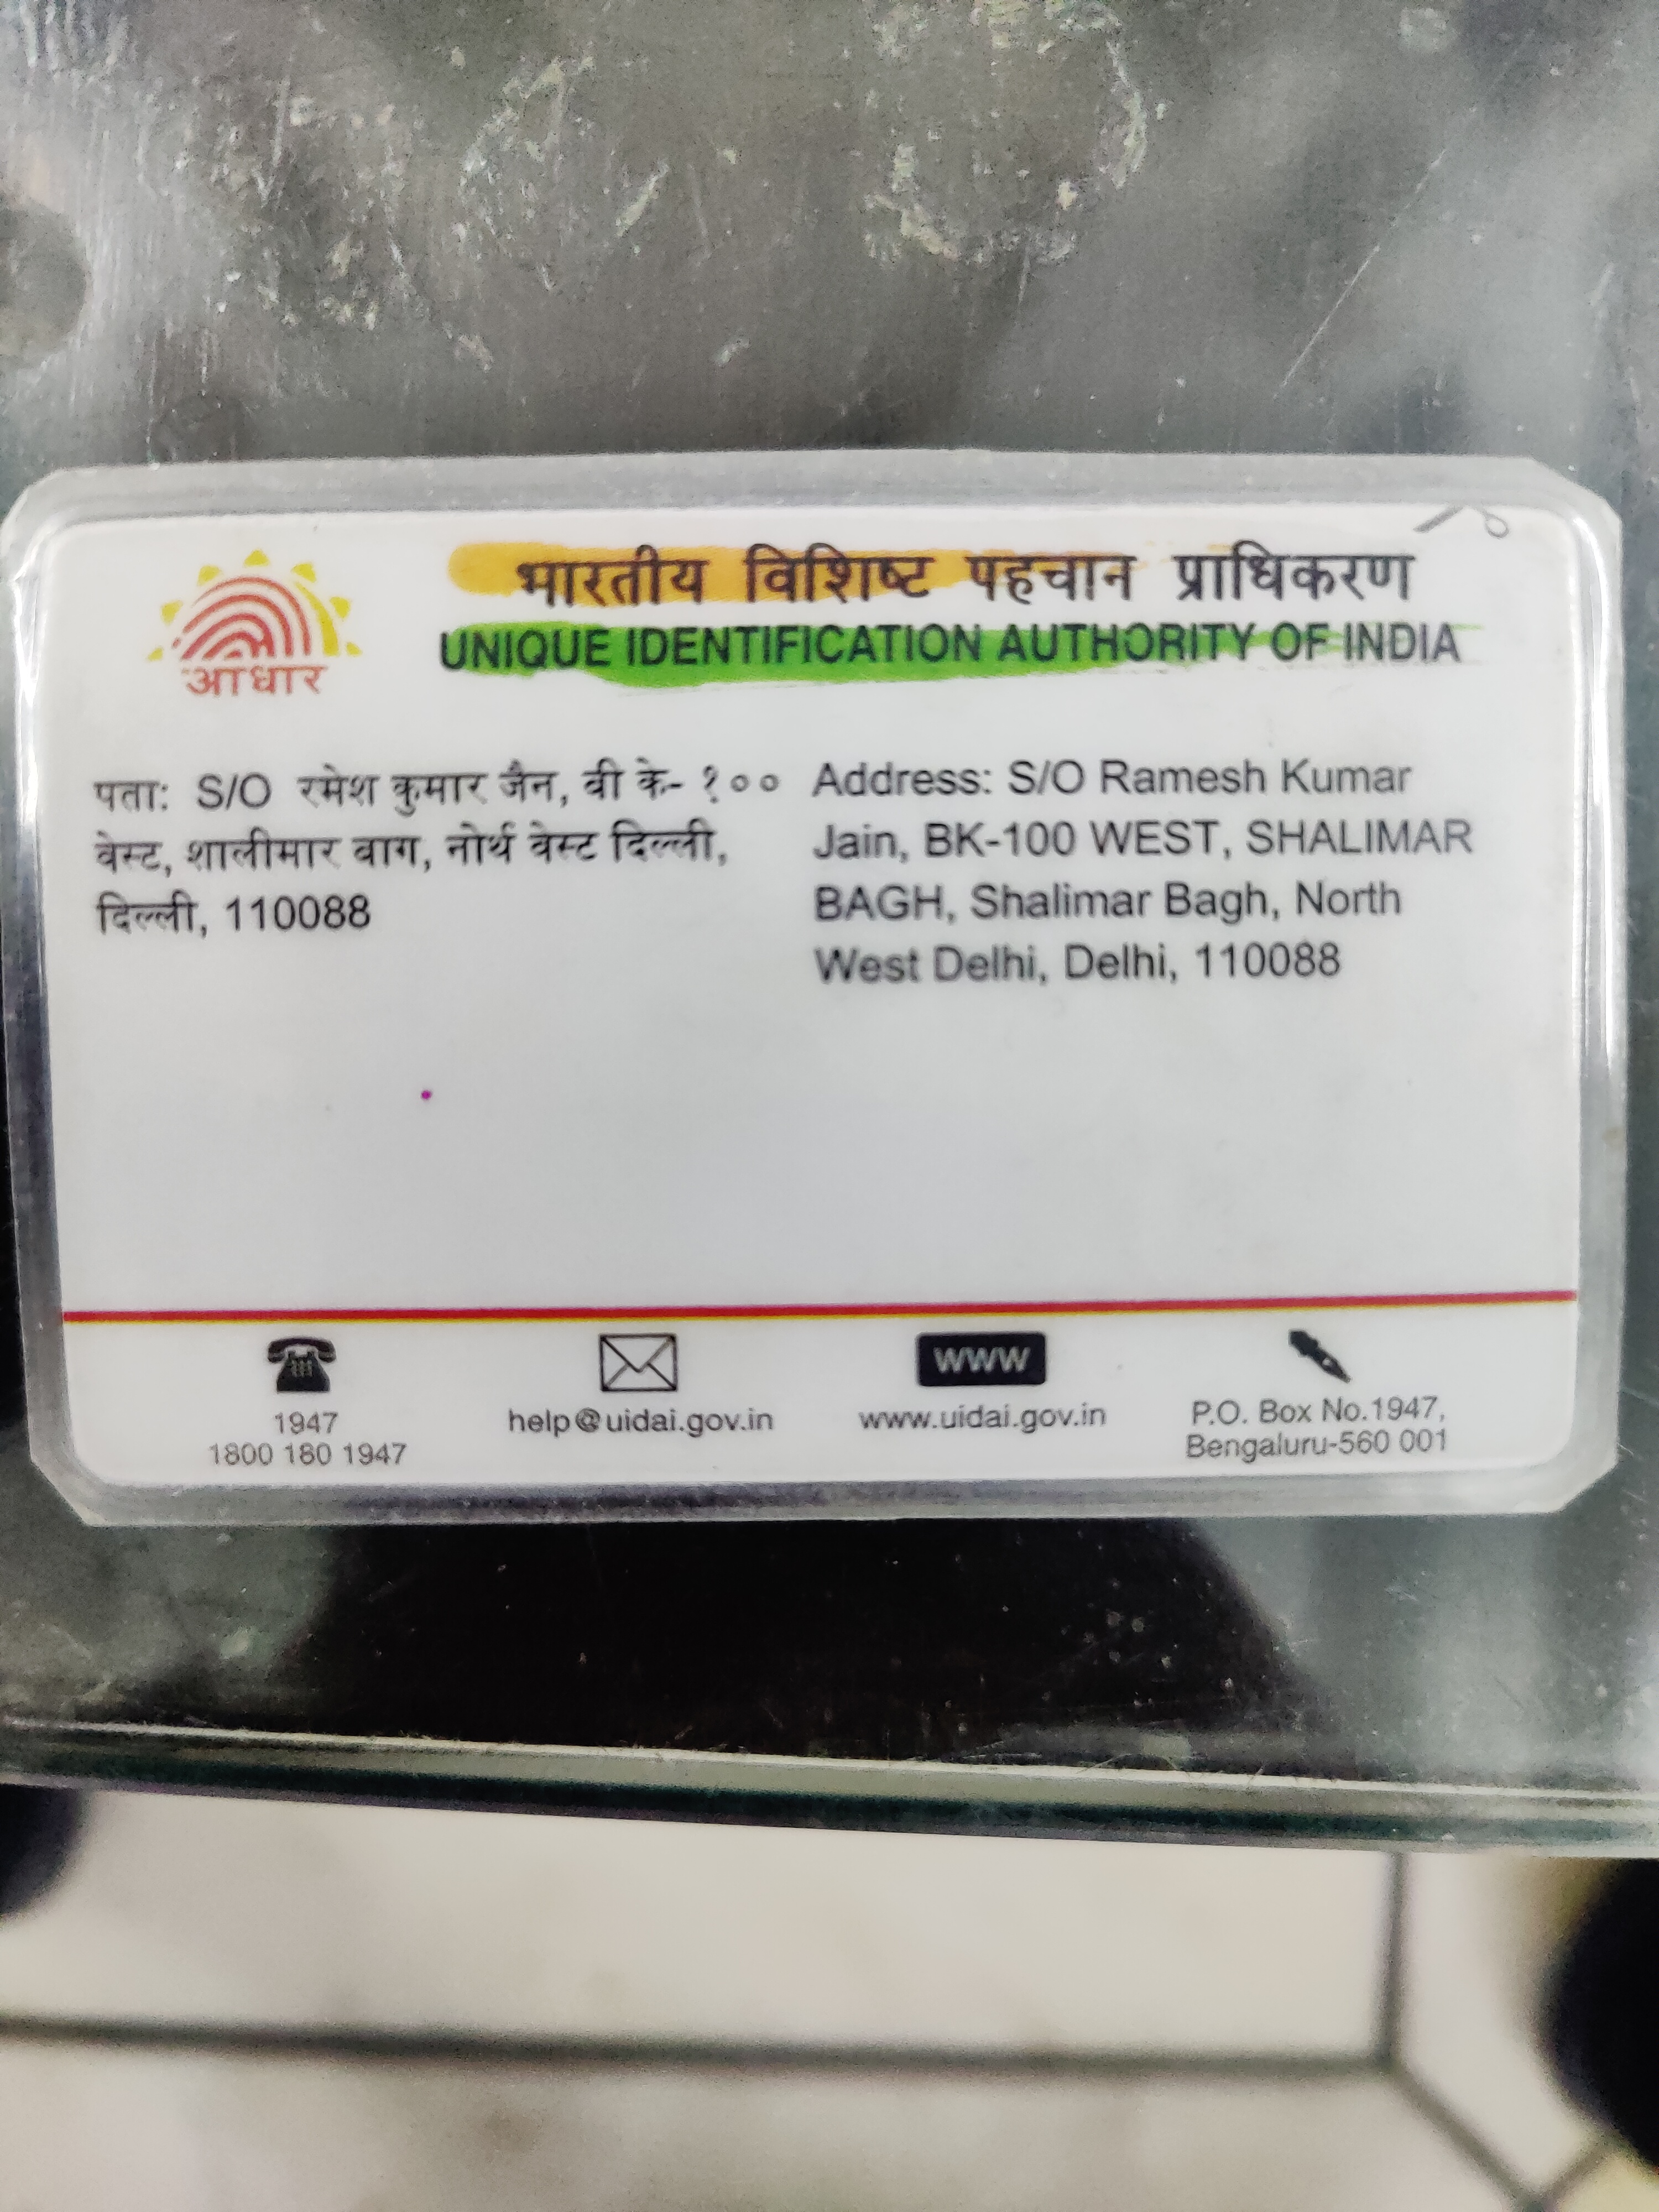 भारतीय विशिष्ट पहचान प्राधिकरण
UNIQUE IDENTIFICATION AUTHORITY OF INDIA
आधार
पता: S/O रमेश कुमार जैन, बी के- १००
वेस्ट, शालीमार बाग, नोर्थ वेस्ट दिल्ली,
दिल्ली, 110088
Address: S/O Ramesh Kumar
Jain, BK-100 WEST, SHALIMAR
BAGH, Shalimar Bagh, North
West Delhi, Delhi, 110088
1947
1800 180 1947
help@uidai.gov.in
www
www.uidai.gov.in
P.O. Box No.1947,
Bengaluru-560 001